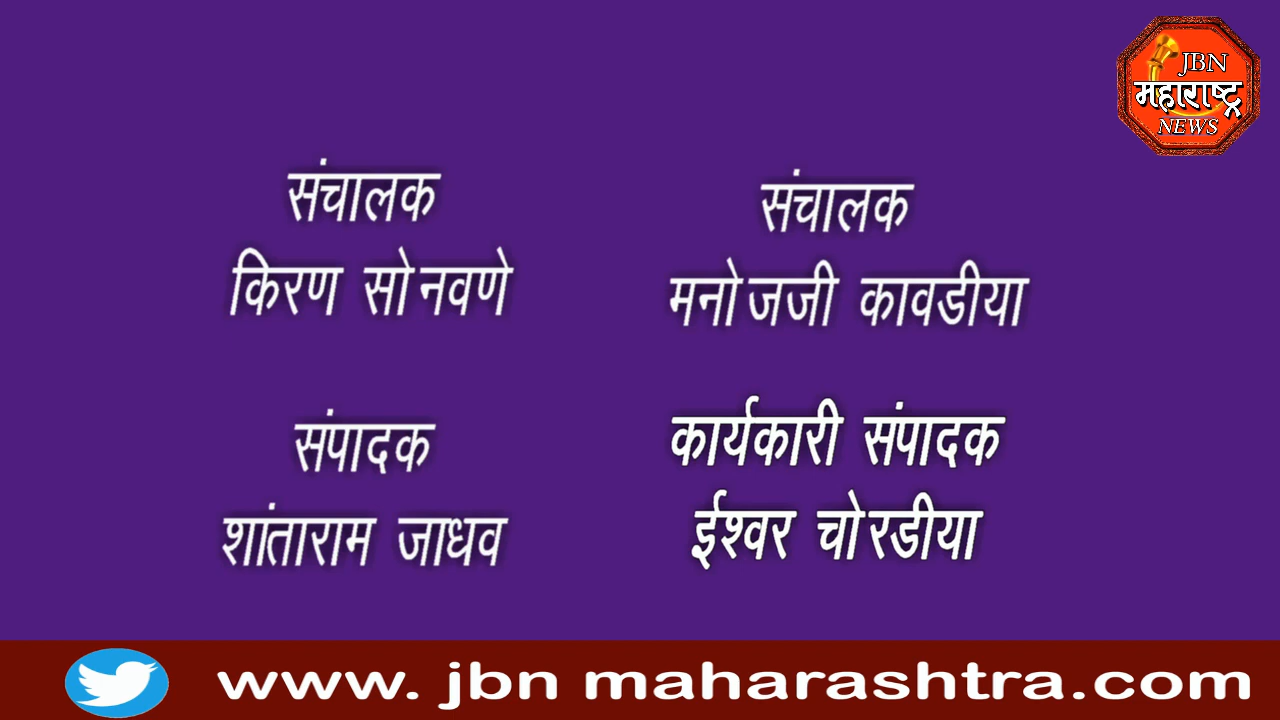 JBN
महाराष्ट्र
NEWS
संचालक
किरण सोनवणे
संचालक
मनोजजी कावडीया
संपादक
शांताराम जाधव
कार्यकारी संपादक
ईश्वर चोरडीया
www. jbn maharashtra.com